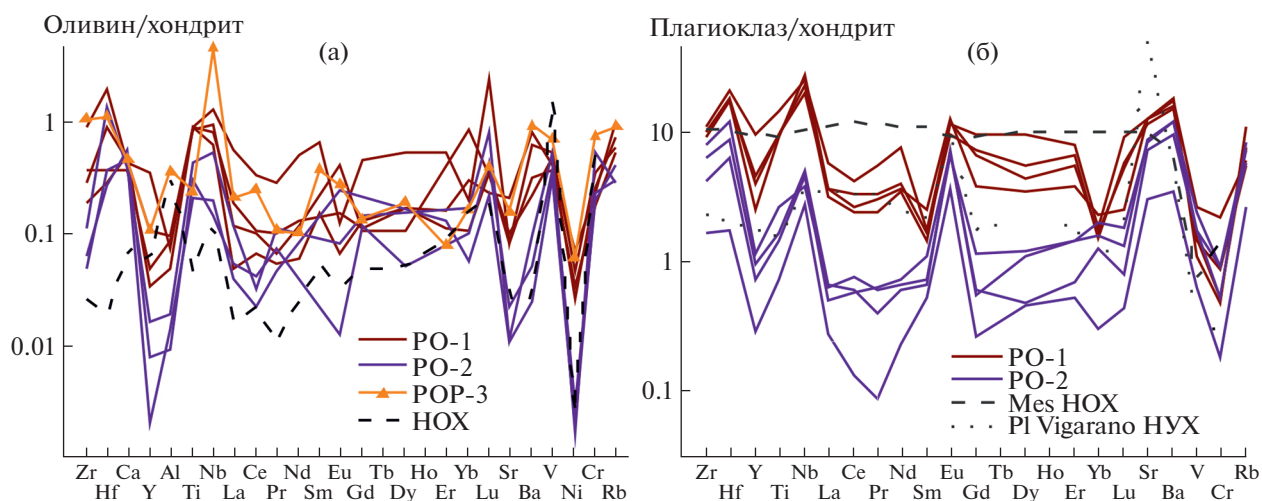 Оливин/хондрит
(а)
1
0.1
0.01
PO-1
PO-2
POP-3
НОХ
Zr Ca Al Nb Ce Nd Eu Tb Ho Yb Sr V Cr
Hf Y Ti La Pr Sm Gd Dy Er Lu Ba Ni Rb
Плагиоклаз/хондрит
(б)
10
1
0.1
PO-1
PO-2
Mes НОХ
Pl Vigarano НУХ
Zr Y Nb Ce Nd Eu Tb Ho Yb Sr V Rb
Hf Ti La Pr Sm Gd Dy Er Lu Ba Cr